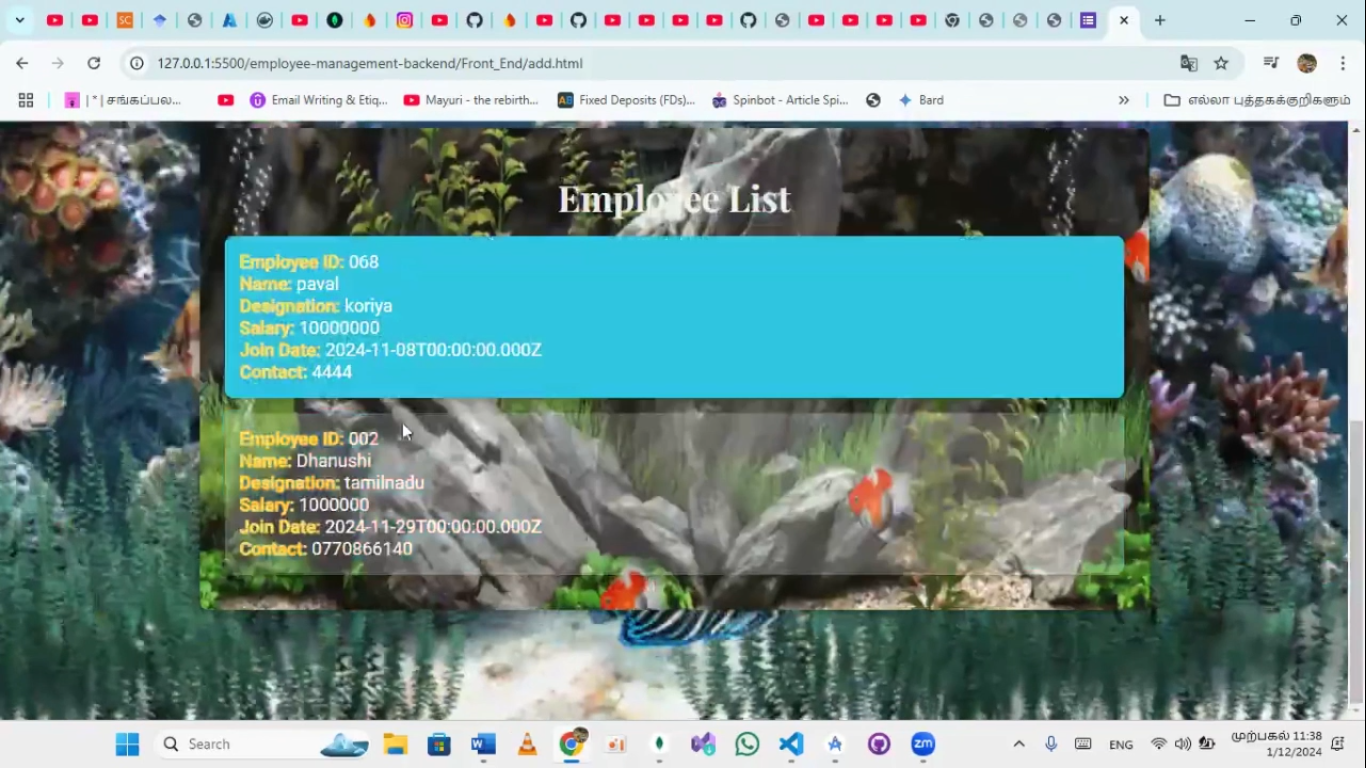 SC
127.0.0.1:5500/employee-management-backend/Front_End/add.html
| * | சங்கப்பல...
Email Writing & Etiq...
Mayuri - the rebirth...
Fixed Deposits (FDs)...
Spinbot - Article Spi...
Bard
எல்லா புத்தகக்குறிகளும்
Employee List
Employee ID: 068
Name: paval
Designation: koriya
Salary: 10000000
Join Date: 2024-11-08T00:00:00.000Z
Contact: 4444
Employee ID: 002
Name: Dhanushi
Designation: tamilnadu
Salary: 1000000
Join Date: 2024-11-29T00:00:00.000Z
Contact: 0770866140
Search
ENG
முற்பகல் 11:38
1/12/2024